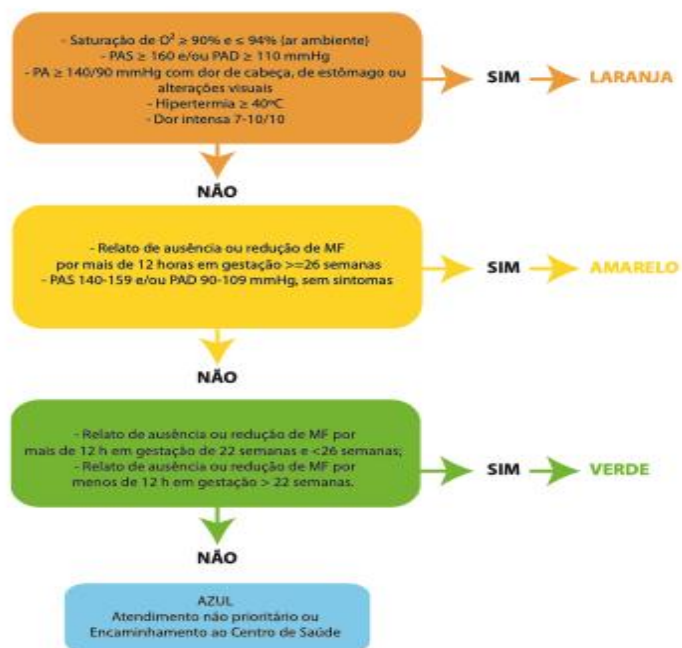 - Saturação de O² ≥ 90% e ≤ 94% (ar ambiente)
- PAS ≥ 160 e/ou PAD ≥ 110 mmHg
- PA ≥ 140/90 mmHg com dor de cabeça, de estômago ou
alterações visuais
- Hipertermia ≥ 40ºC
- Dor intensa 7-10/10
SIM
LARANJA
NÃO
- Relato de ausência ou redução de MF
por mais de 12 horas em gestação >=26 semanas
- PAS 140-159 e/ou PAD 90-109 mmHg, sem sintomas
SIM
AMARELO
NÃO
- Relato de ausência ou redução de MF por
mais de 12 h em gestação de 22 semanas e <26 semanas;
- Relato de ausência ou redução de MF por
menos de 12 h em gestação > 22 semanas.
SIM
VERDE
NÃO
AZUL
Atendimento não prioritário ou
Encaminhamento ao Centro de Saúde